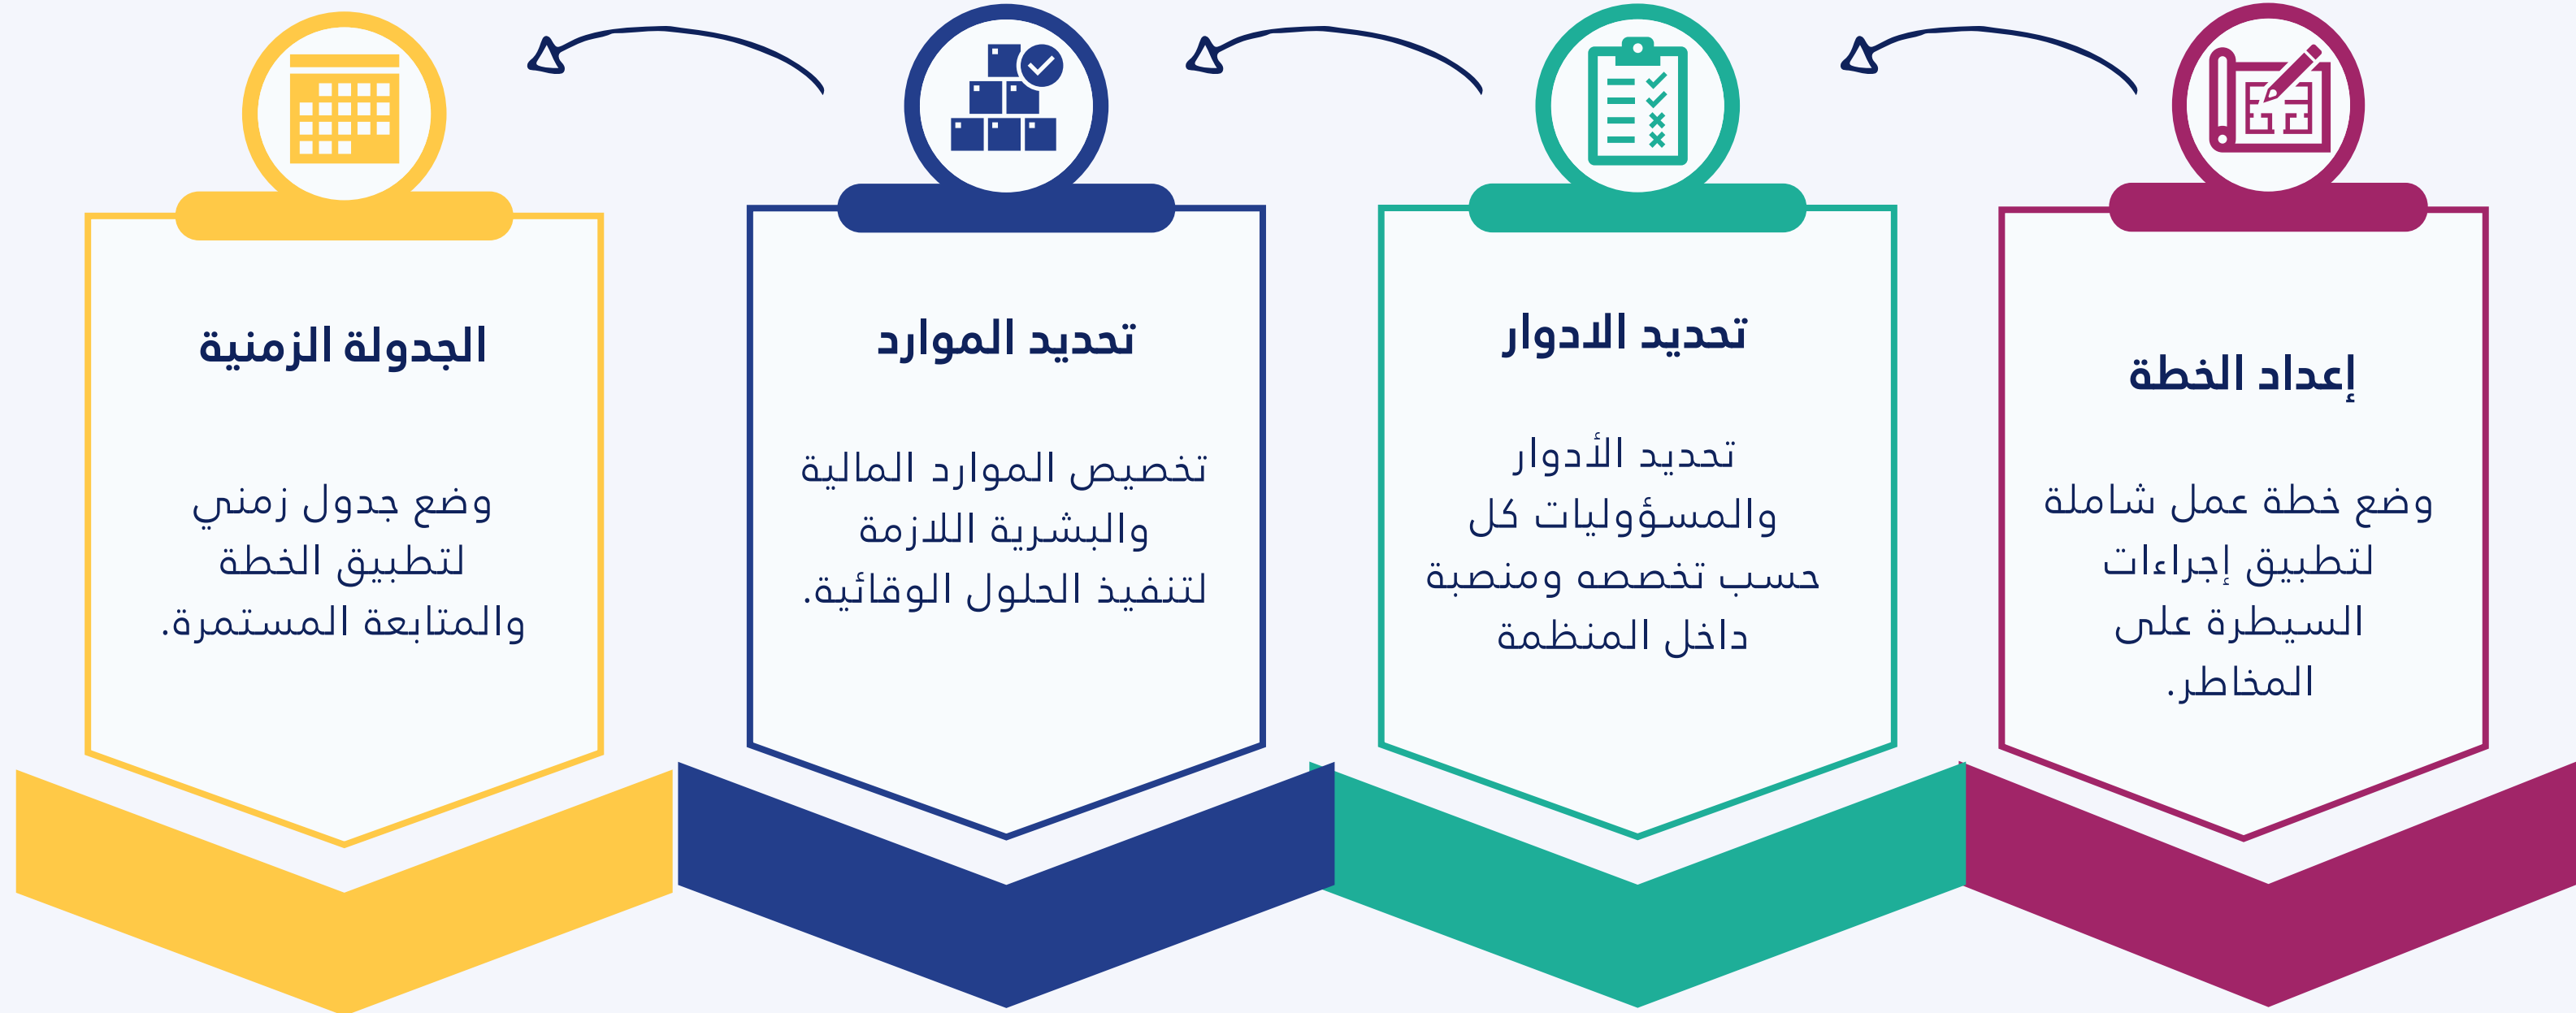 إعداد الخطة
وضع خطة عمل شاملة
لتطبيق إجراءات
السيطرة على
المخاطر.
تحديد الادوار
تحديد الأدوار
والمسؤوليات كل
حسب تخصصه ومنصبة
داخل المنظمة
تحديد الموارد
تخصيص الموارد المالية
والبشرية اللازمة
لتنفيذ الحلول الوقائية.
الجدولة الزمنية
وضع جدول زمني
لتطبيق الخطة
والمتابعة المستمرة.